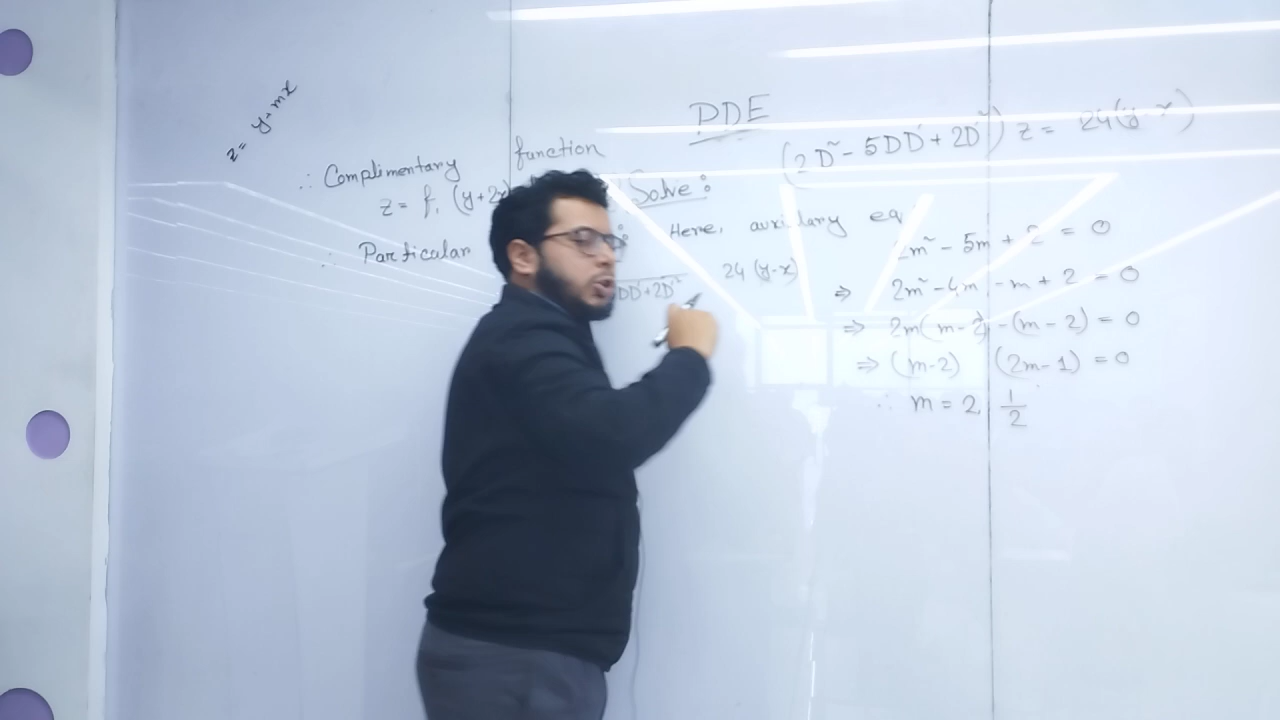 PDE
(2D² - 5DD' + 2D'²) z = 24(y-x)
z = y+mx
∴ Complimentary function
z = f₁ (y+2x)
∴ Particular
Solve:
Here, auxiliary eq
2m² - 5m + 2 = 0
⇒ 2m² - 4m - m + 2 = 0
⇒ 2m(m-2) - (m-2) = 0
⇒ (m-2) (2m-1) = 0
∴ m = 2, 1/2
DD'+2D'²
24 (y-x)